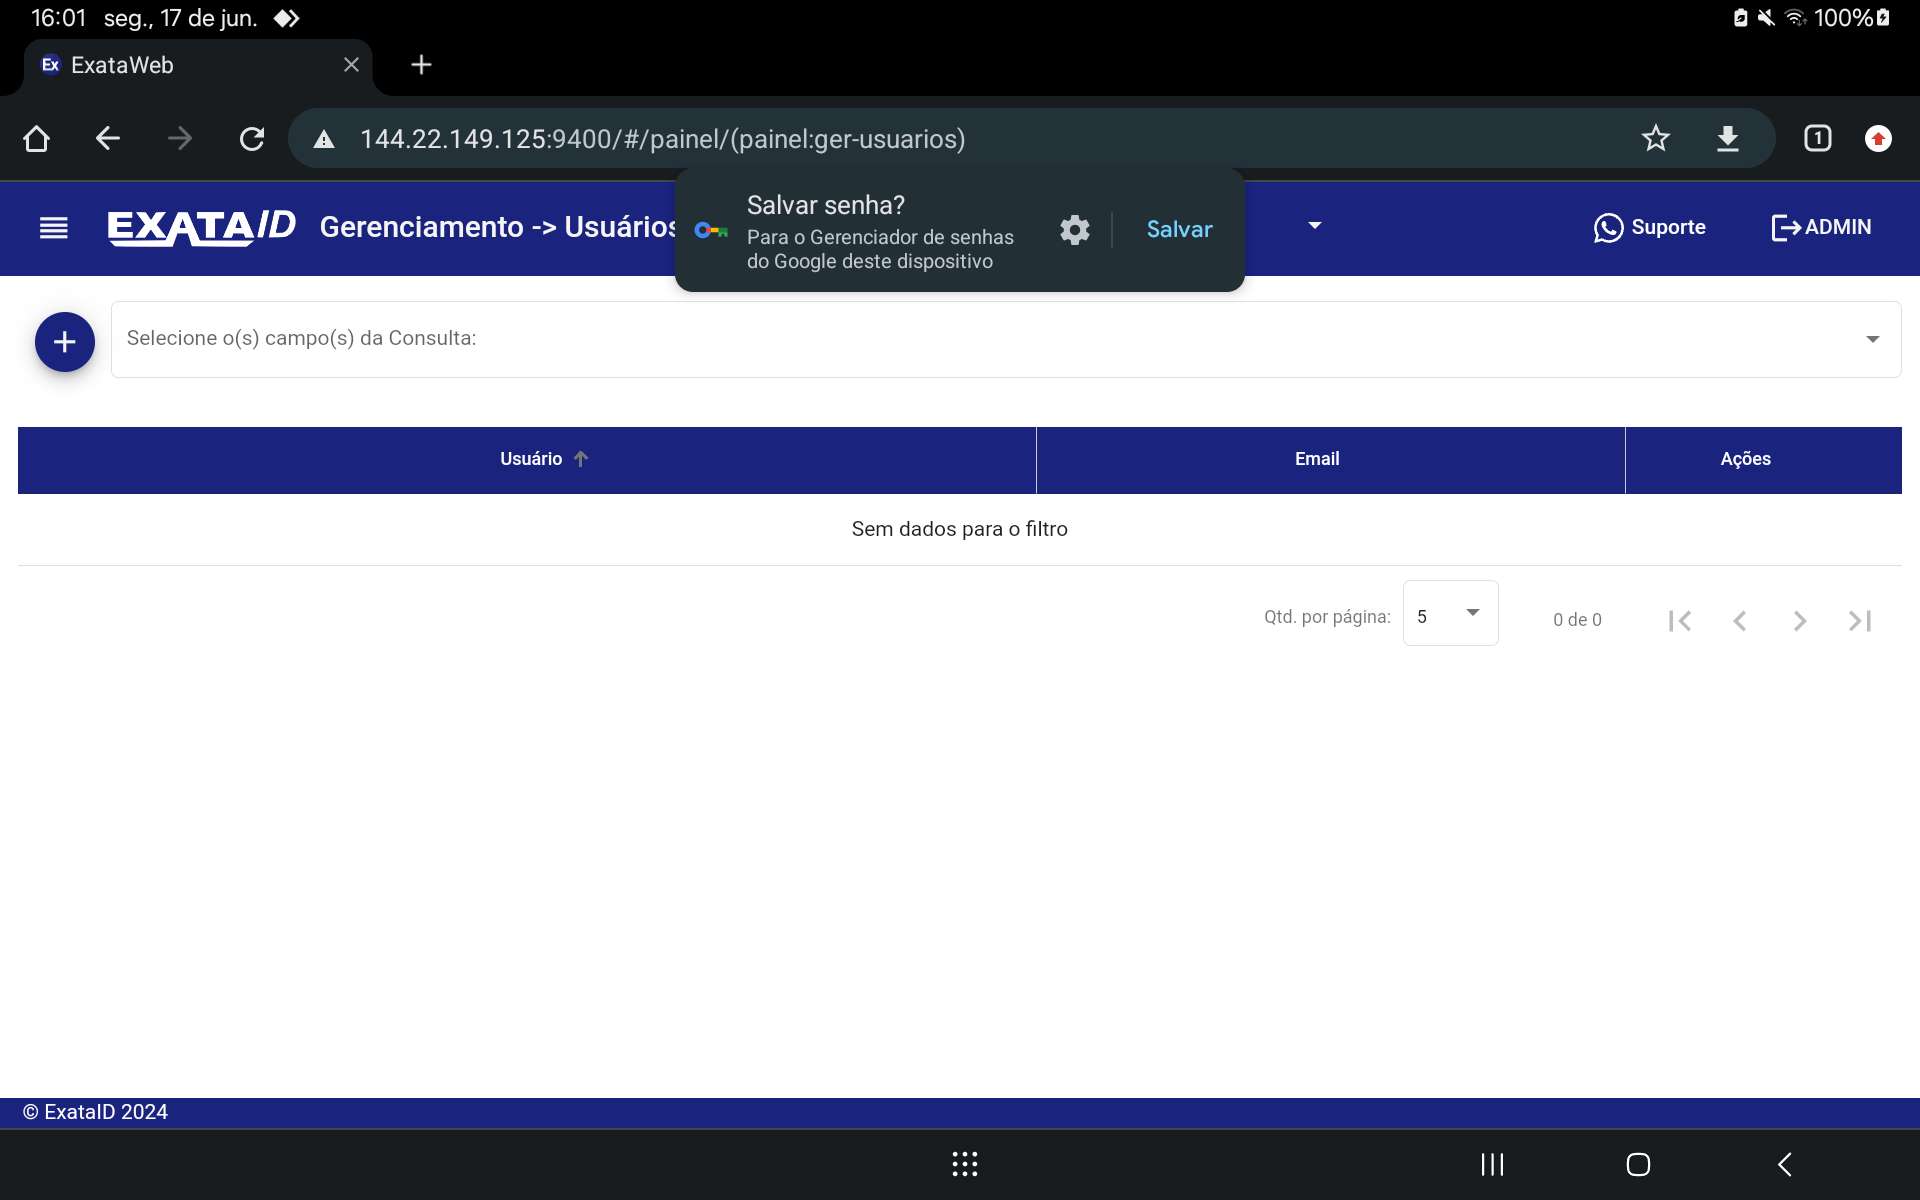 16:01 seg., 17 de jun. 100%
Ex ExataWeb
144.22.149.125:9400/#/painel/(painel:ger-usuarios) 1
EXATAID Gerenciamento -> Usuários Suporte ADMIN
Salvar senha?
Para o Gerenciador de senhas
do Google deste dispositivo
Salvar
Selecione o(s) campo(s) da Consulta:
Usuário Email Ações
Sem dados para o filtro
Qtd. por página: 5 0 de 0
© ExataID 2024